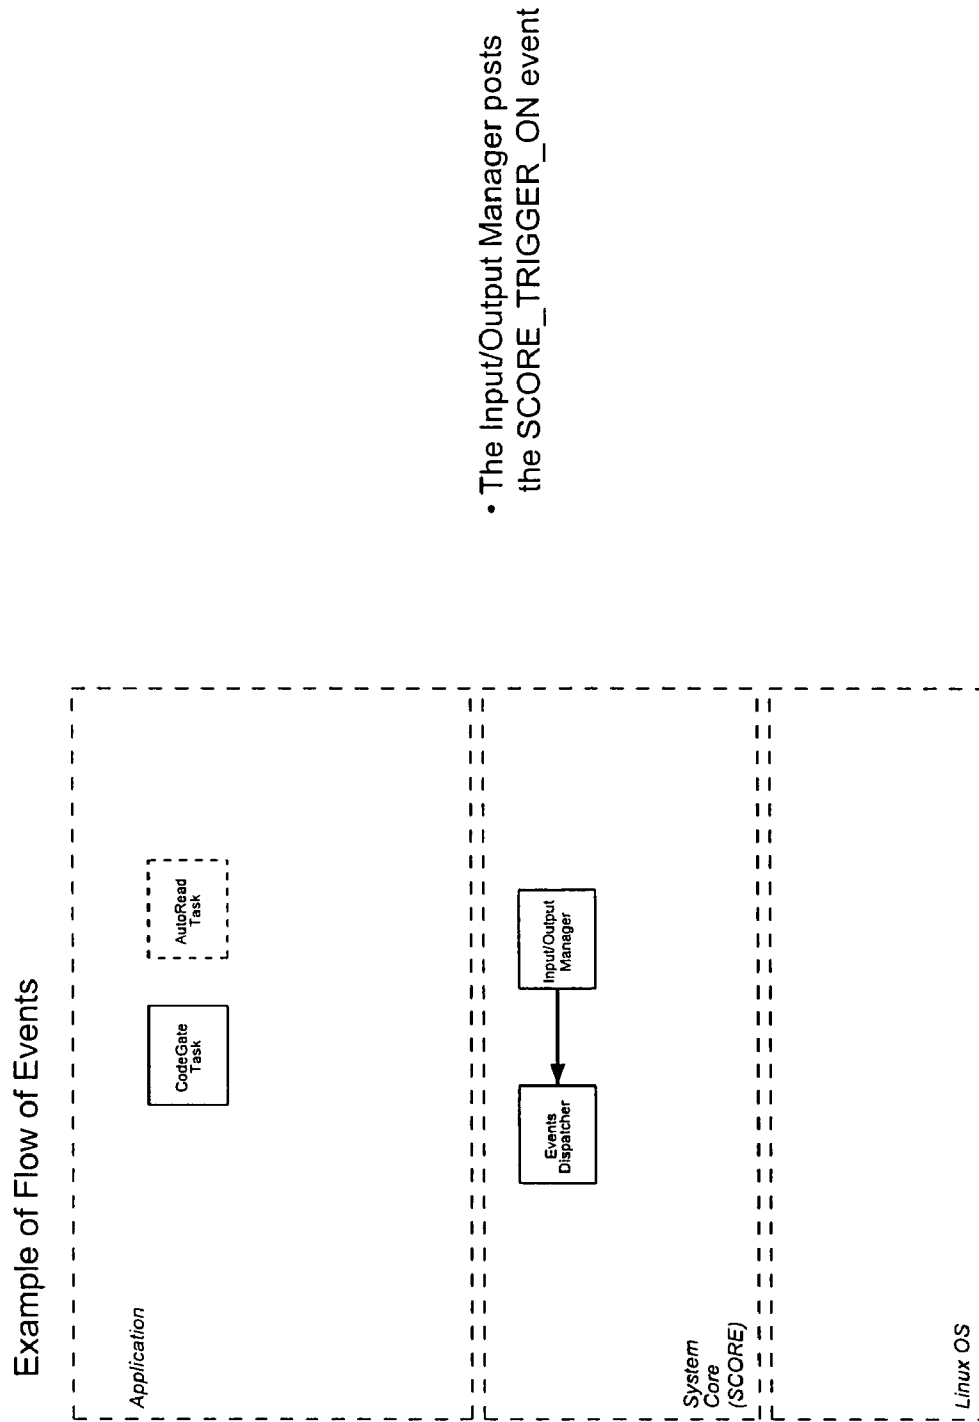 Example of Flow of Events
Application
CodeGate
Task
AutoRead
Task
System
Core
(SCORE)
Events
Dispatcher
Input/Output
Manager
Linux OS
• The Input/Output Manager posts
the SCORE_TRIGGER_ON event